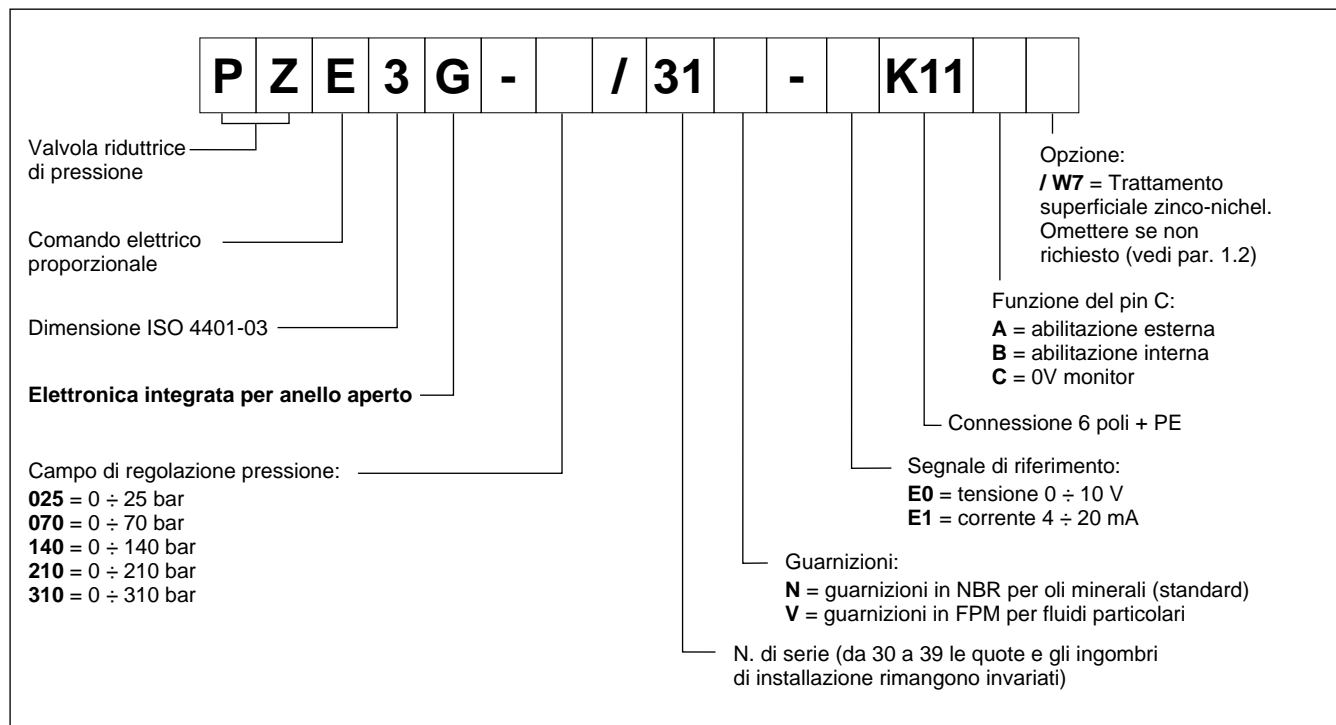 P Z E 3 G - / 31 - K11
Valvola riduttrice
di pressione
Comando elettrico
proporzionale
Dimensione ISO 4401-03
Elettronica integrata per anello aperto
Campo di regolazione pressione:
025 = 0 ÷ 25 bar
070 = 0 ÷ 70 bar
140 = 0 ÷ 140 bar
210 = 0 ÷ 210 bar
310 = 0 ÷ 310 bar
Opzione:
/ W7 = Trattamento
superficiale zinco-nichel.
Omettere se non
richiesto (vedi par. 1.2)
Funzione del pin C:
A = abilitazione esterna
B = abilitazione interna
C = 0V monitor
Connessione 6 poli + PE
Segnale di riferimento:
E0 = tensione 0 ÷ 10 V
E1 = corrente 4 ÷ 20 mA
Guarnizioni:
N = guarnizioni in NBR per oli minerali (standard)
V = guarnizioni in FPM per fluidi particolari
N. di serie (da 30 a 39 le quote e gli ingombri
di installazione rimangono invariati)